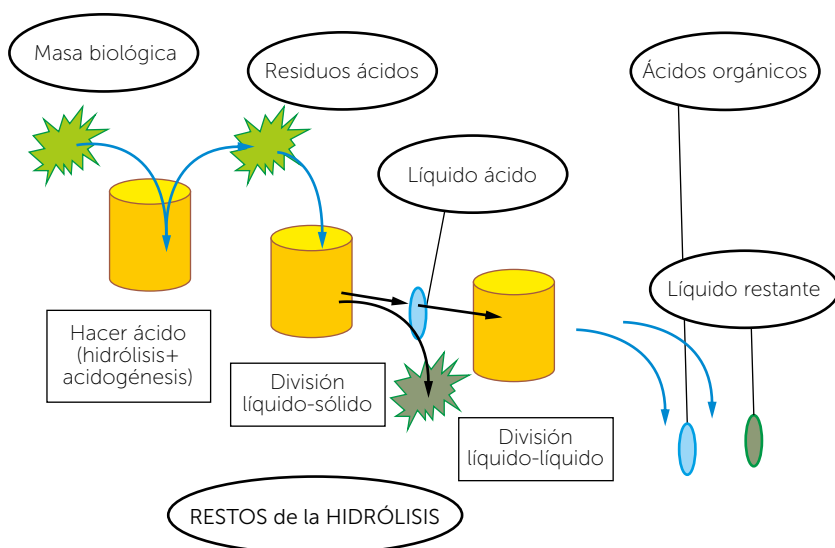 Masa biológica
Residuos ácidos
Ácidos orgánicos
Líquido ácido
Líquido restante
Hacer ácido
(hidrólisis+
acidogénesis)
División
líquido-sólido
División
líquido-líquido
RESTOS de la HIDRÓLISIS